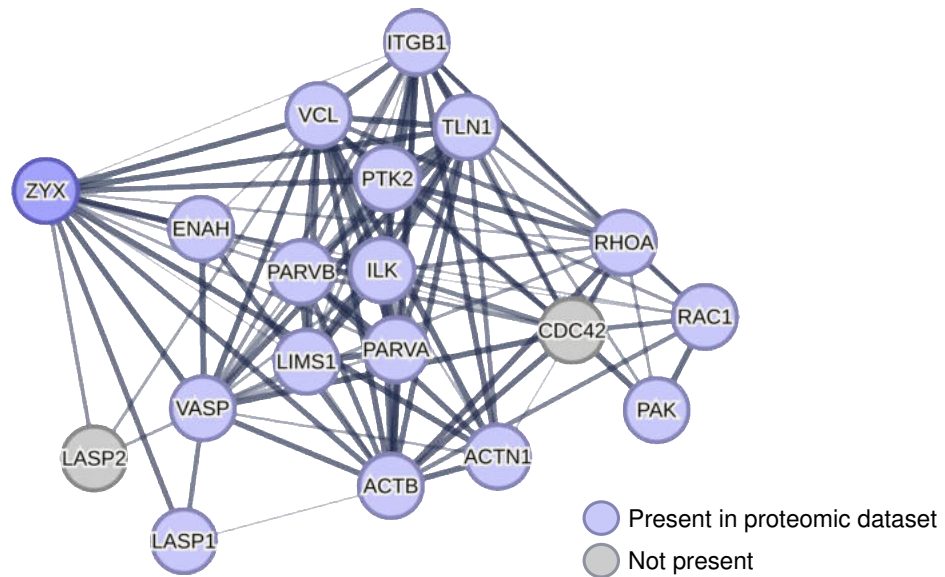 ITGB1
VCL
TLN1
PTK2
ZYX
ENAH
RHOA
PARVB
ILK
RAC1
CDC42
PARVA
LIMS1
VASP
PAK
LASP2
ACTN1
ACTB
Present in proteomic dataset
LASP1
Not present